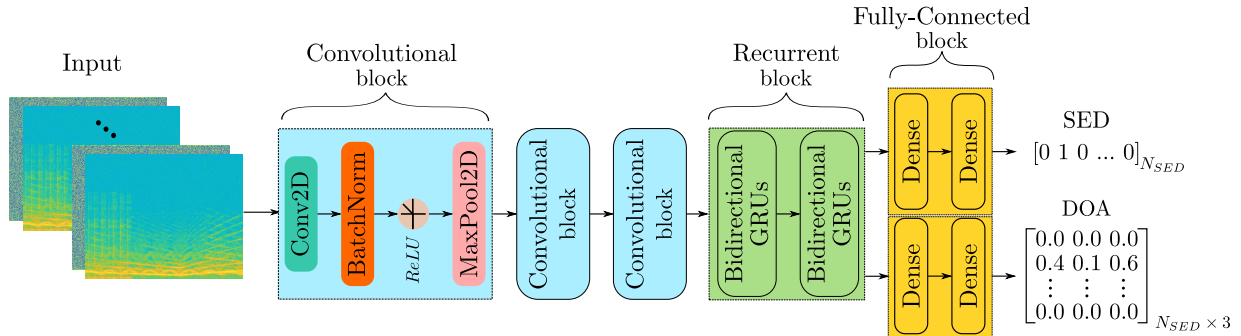 Input
Convolutional
block
Conv2D
BatchNorm
ReLU
MaxPool2D
Convolutional
block
Convolutional
block
Recurrent
block
Bidirectional
GRUs
Bidirectional
GRUs
Fully-Connected
block
Dense
Dense
Dense
Dense
SED
[0 1 0 ... 0]N_SED
DOA
0.0 0.0 0.0
0.4 0.1 0.6
⋮ ⋮ ⋮
0.0 0.0 0.0
N_SED × 3